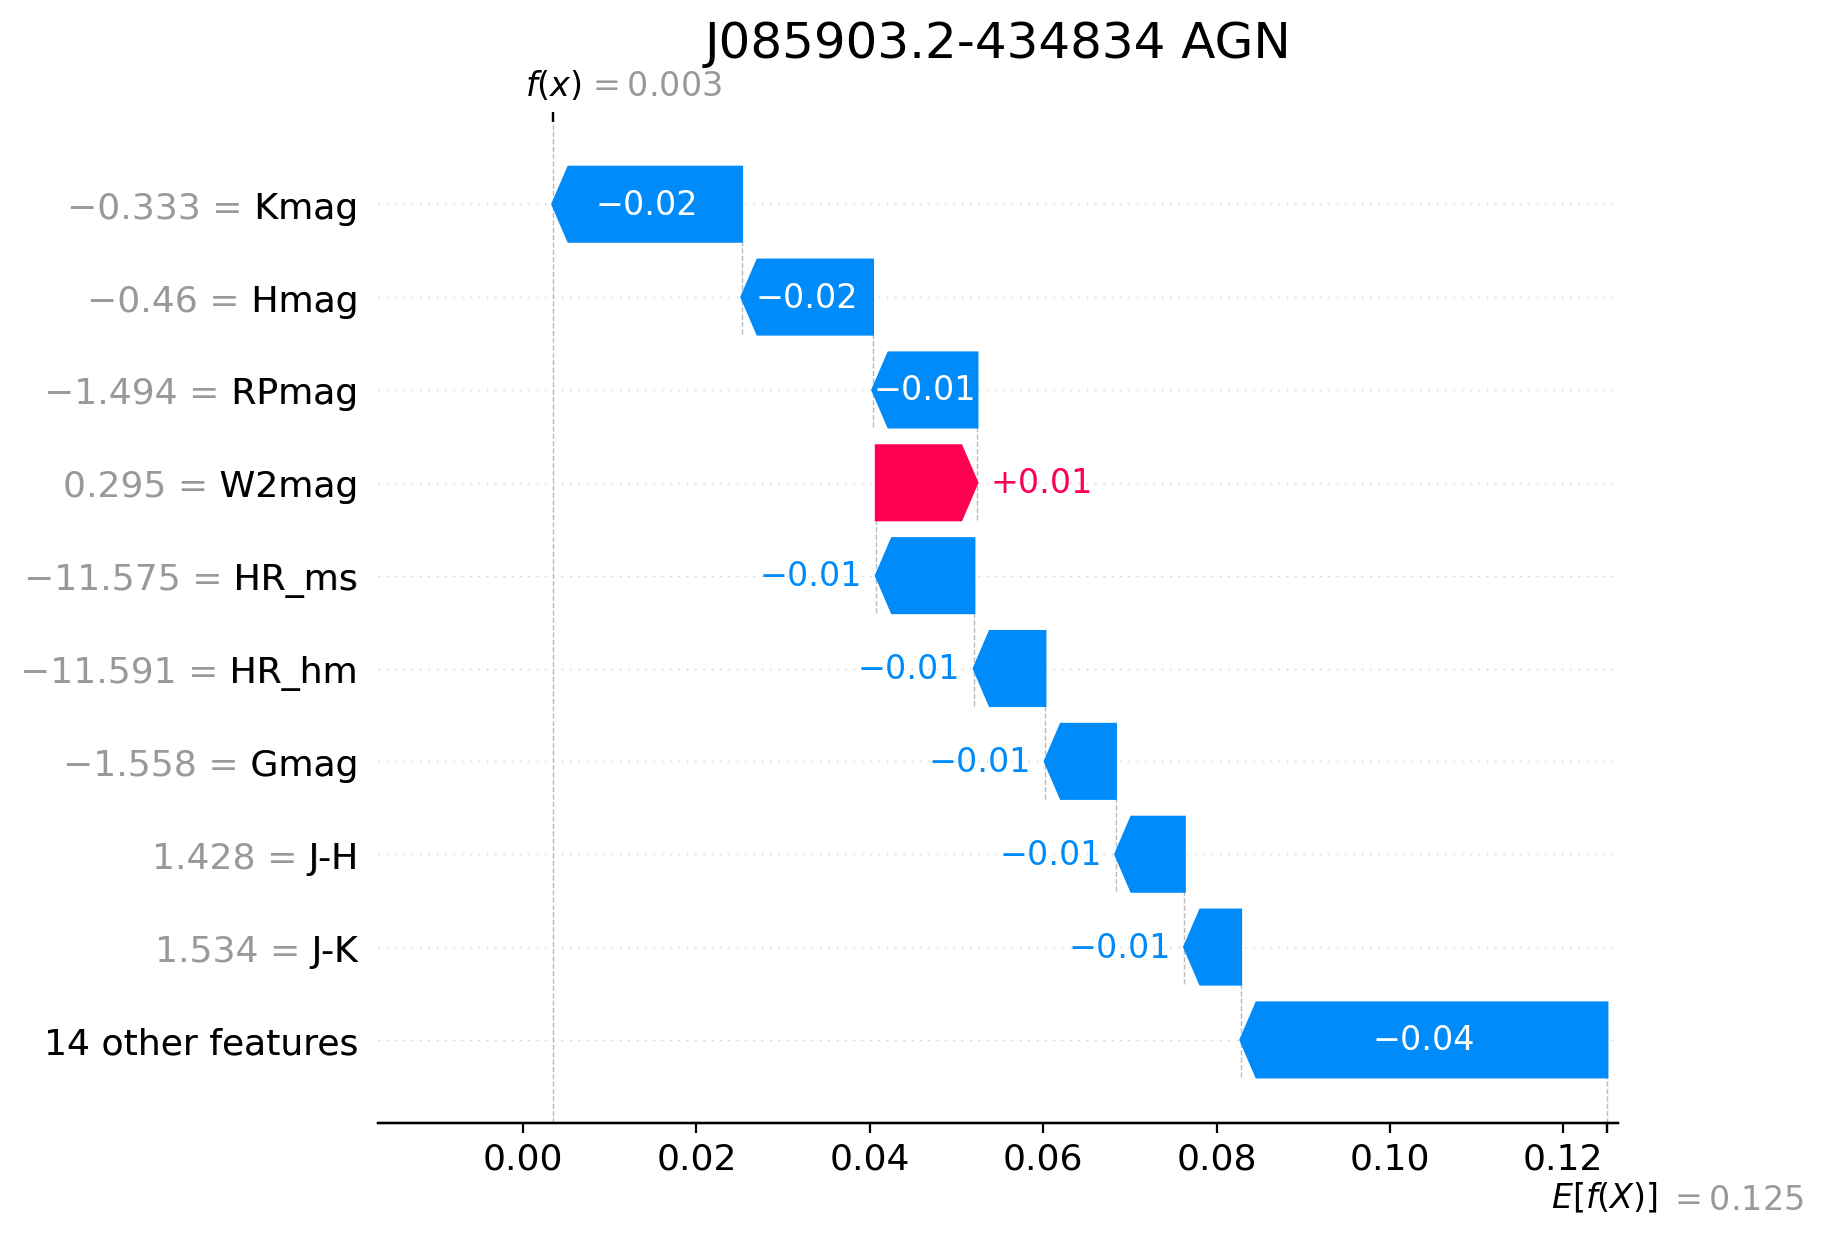 J085903.2-434834 AGN
f(x) = 0.003
−0.333 = Kmag
−0.02
−0.46 = Hmag
−0.02
−1.494 = RPmag
−0.01
0.295 = W2mag
+0.01
−11.575 = HR_ms
−0.01
−11.591 = HR_hm
−0.01
−1.558 = Gmag
−0.01
1.428 = J-H
−0.01
1.534 = J-K
−0.01
14 other features
−0.04
0.00 0.02 0.04 0.06 0.08 0.10 0.12
E[f(X)] = 0.125